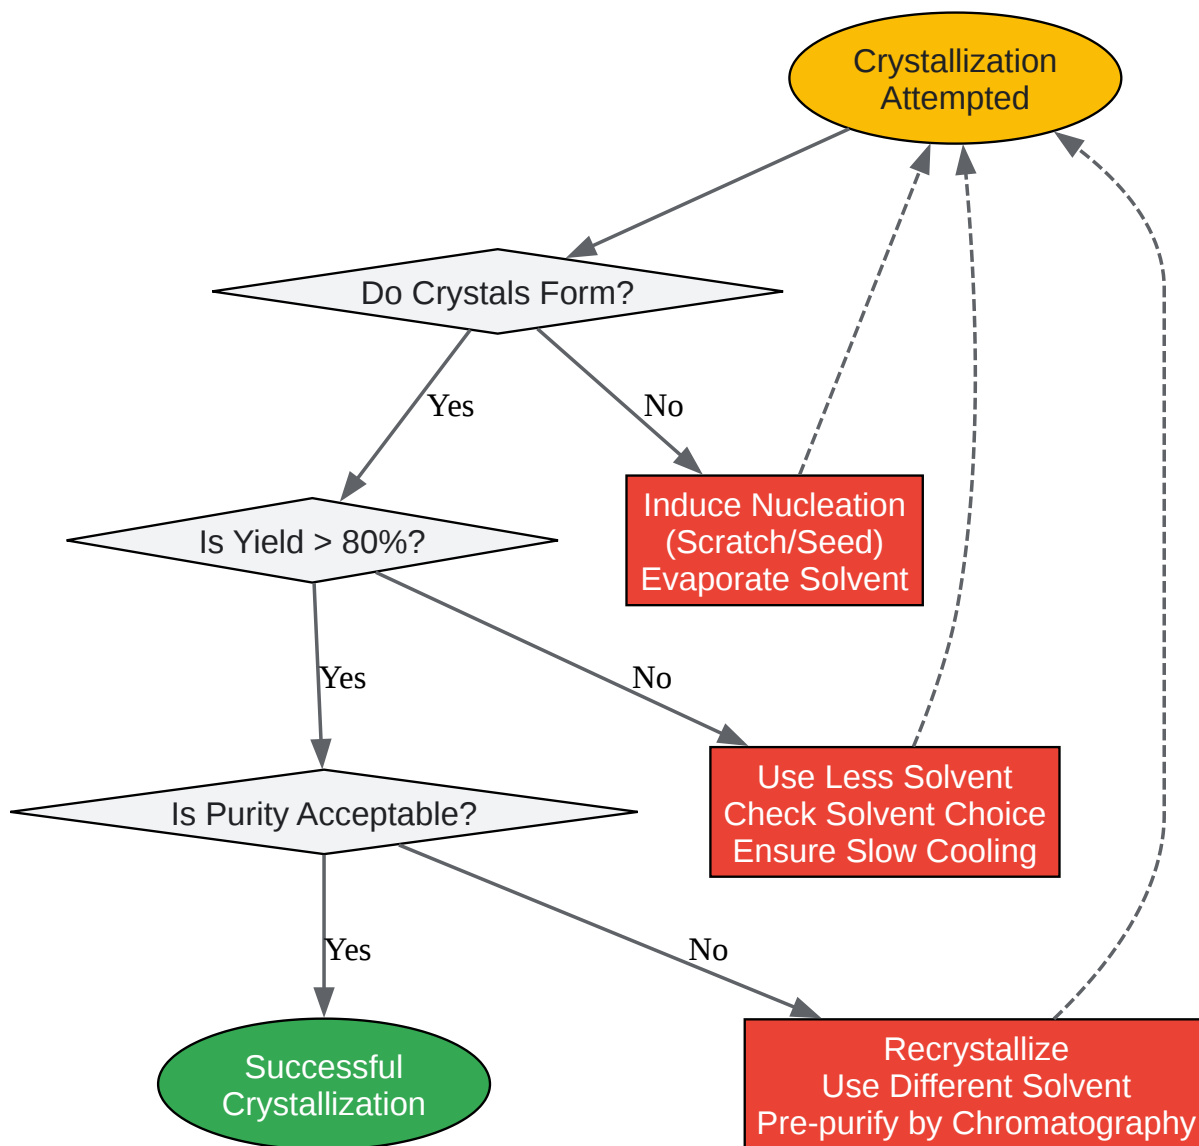 Crystallization
Attempted
Do Crystals Form?
Yes
No
Induce Nucleation
(Scratch/Seed)
Evaporate Solvent
Is Yield > 80%?
Yes
No
Use Less Solvent
Check Solvent Choice
Ensure Slow Cooling
Is Purity Acceptable?
Yes
No
Successful
Crystallization
Recrystallize
Use Different Solvent
Pre-purify by Chromatography